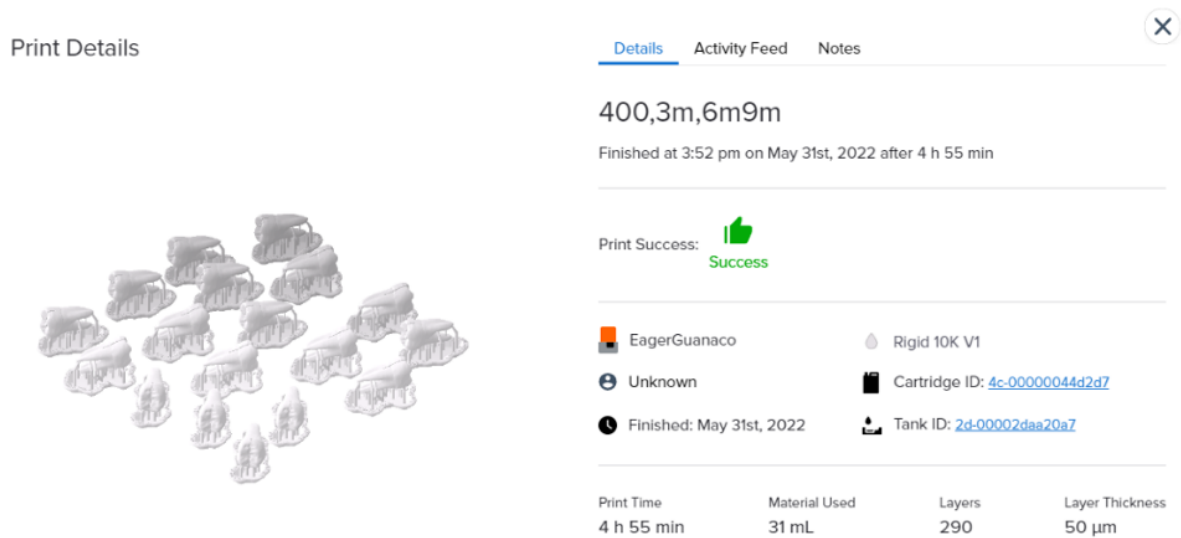 Print Details
Details Activity Feed Notes
400,3m,6m9m
Finished at 3:52 pm on May 31st, 2022 after 4 h 55 min
Print Success:
Success
EagerGuanaco
Rigid 10K V1
Unknown
Cartridge ID: 4c-00000044d2d7
Finished: May 31st, 2022
Tank ID: 2d-00002daa20a7
Print Time Material Used Layers Layer Thickness
4 h 55 min 31 mL 290 50 µm